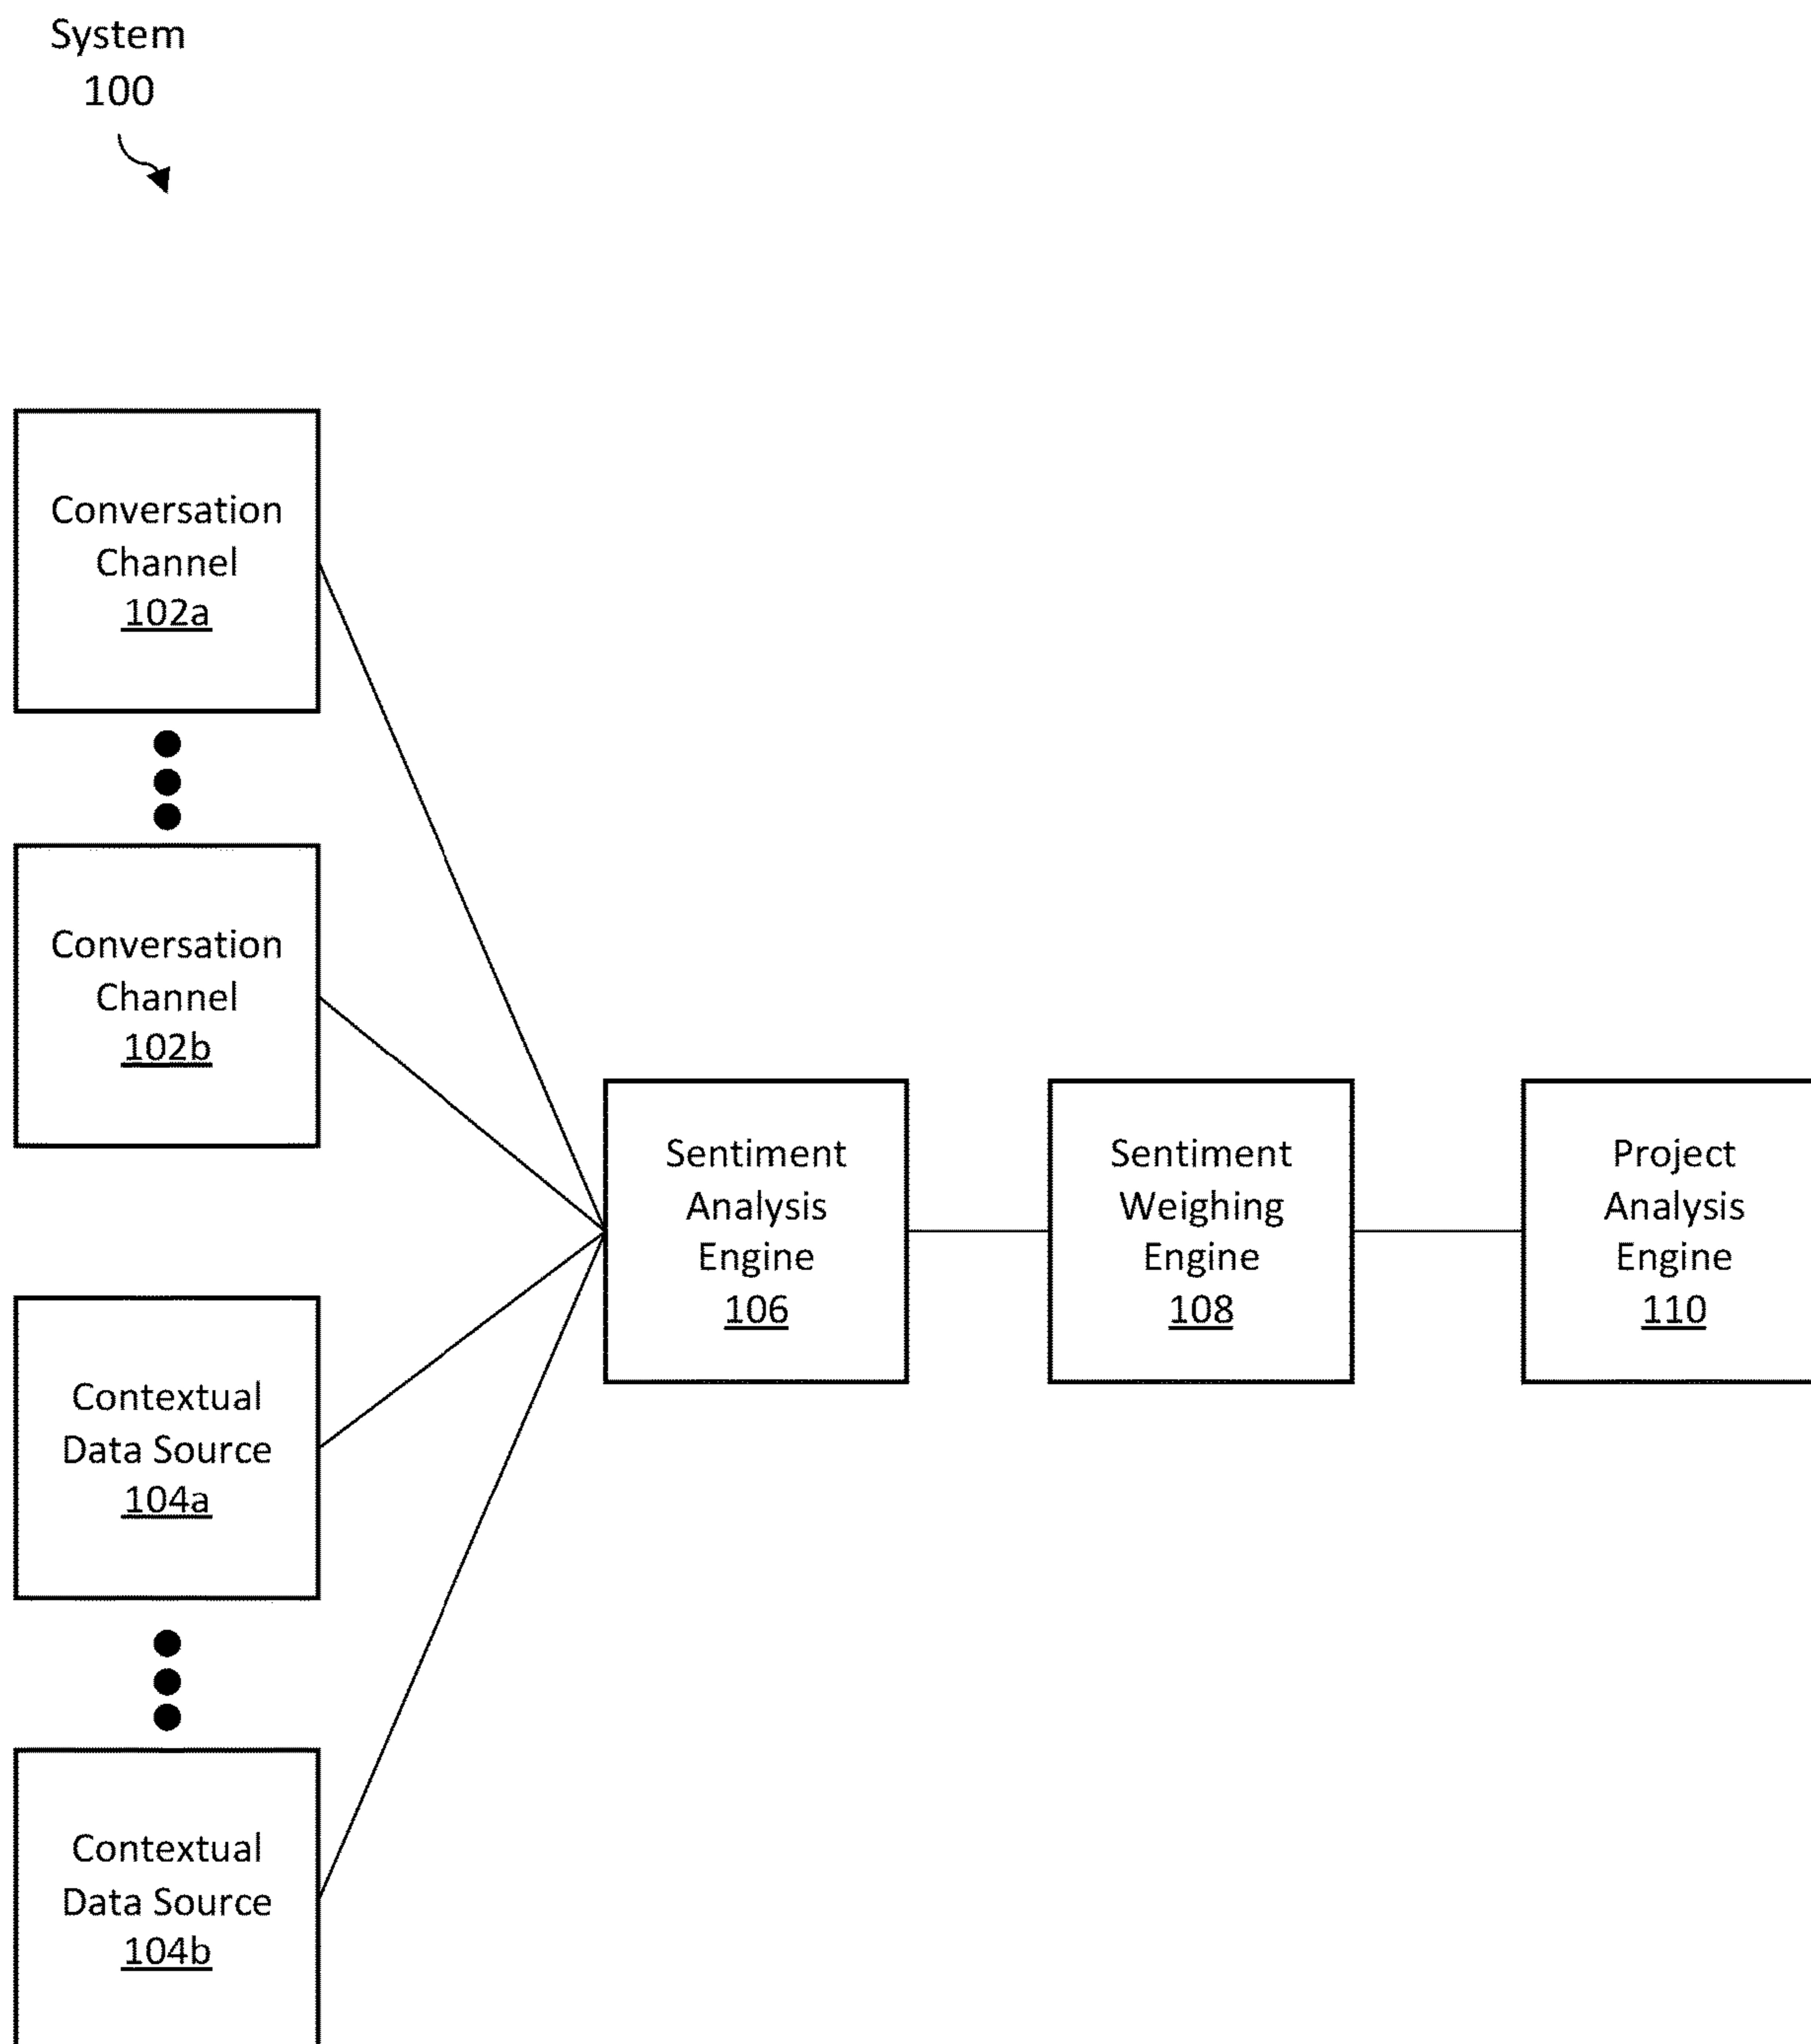 System
100
Conversation
Channel
102a
Conversation
Channel
102b
Sentiment
Analysis
Engine
106
Sentiment
Weighing
Engine
108
Project
Analysis
Engine
110
Contextual
Data Source
104a
Contextual
Data Source
104b